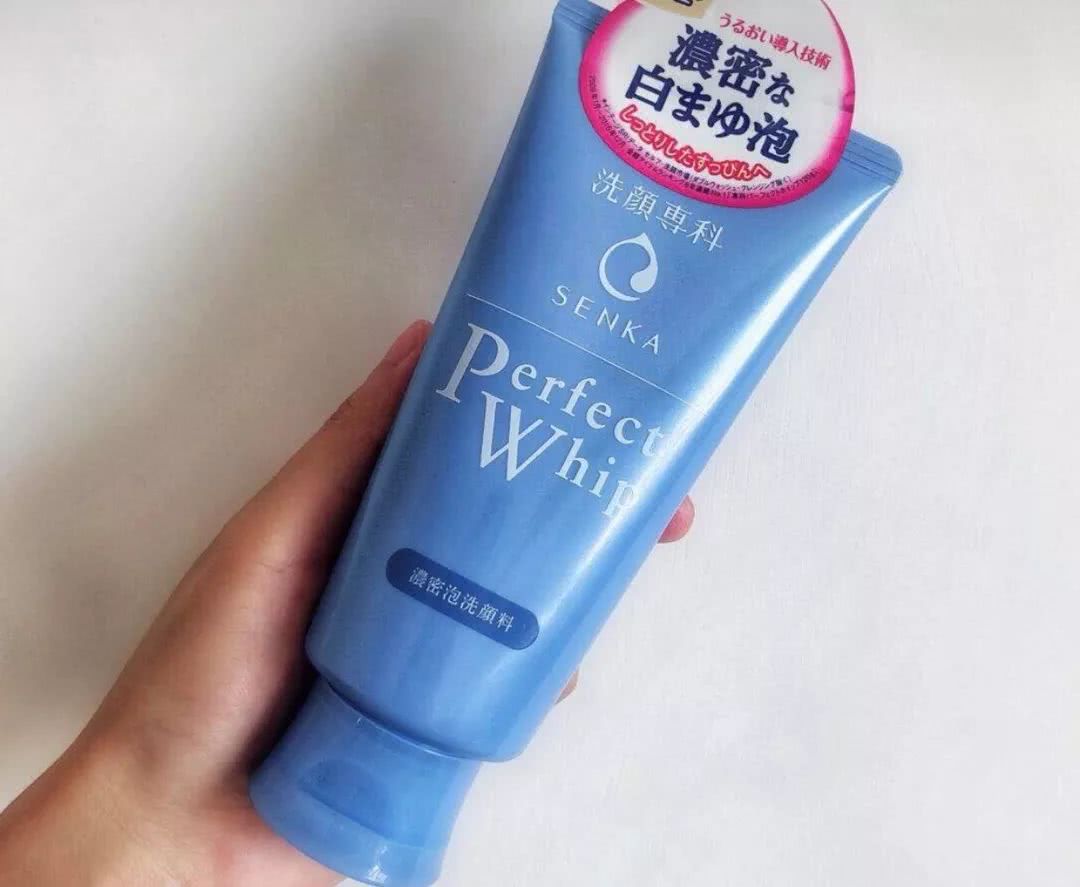 うるおい導入技術
濃密な
白まゆ泡
しっとりしたすっぴんへ
洗顔専科
SENKA
Perfect
Whip
濃密泡洗顔料